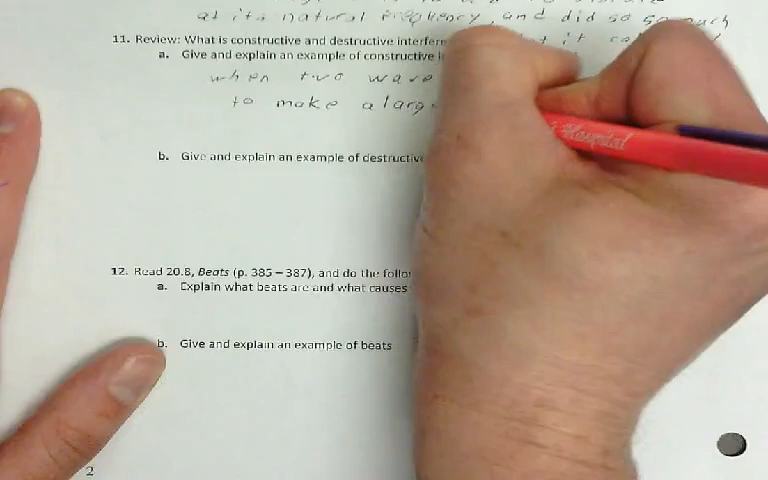 at its natural frequency, and did so so much
11. Review: What is constructive and destructive interfer
a. Give and explain an example of constructive i
when two wave
to make a larg
b. Give and explain an example of destructive
12. Read 20.8, Beats (p. 385 – 387), and do the follo
a. Explain what beats are and what causes
b. Give and explain an example of beats
2
Hospital